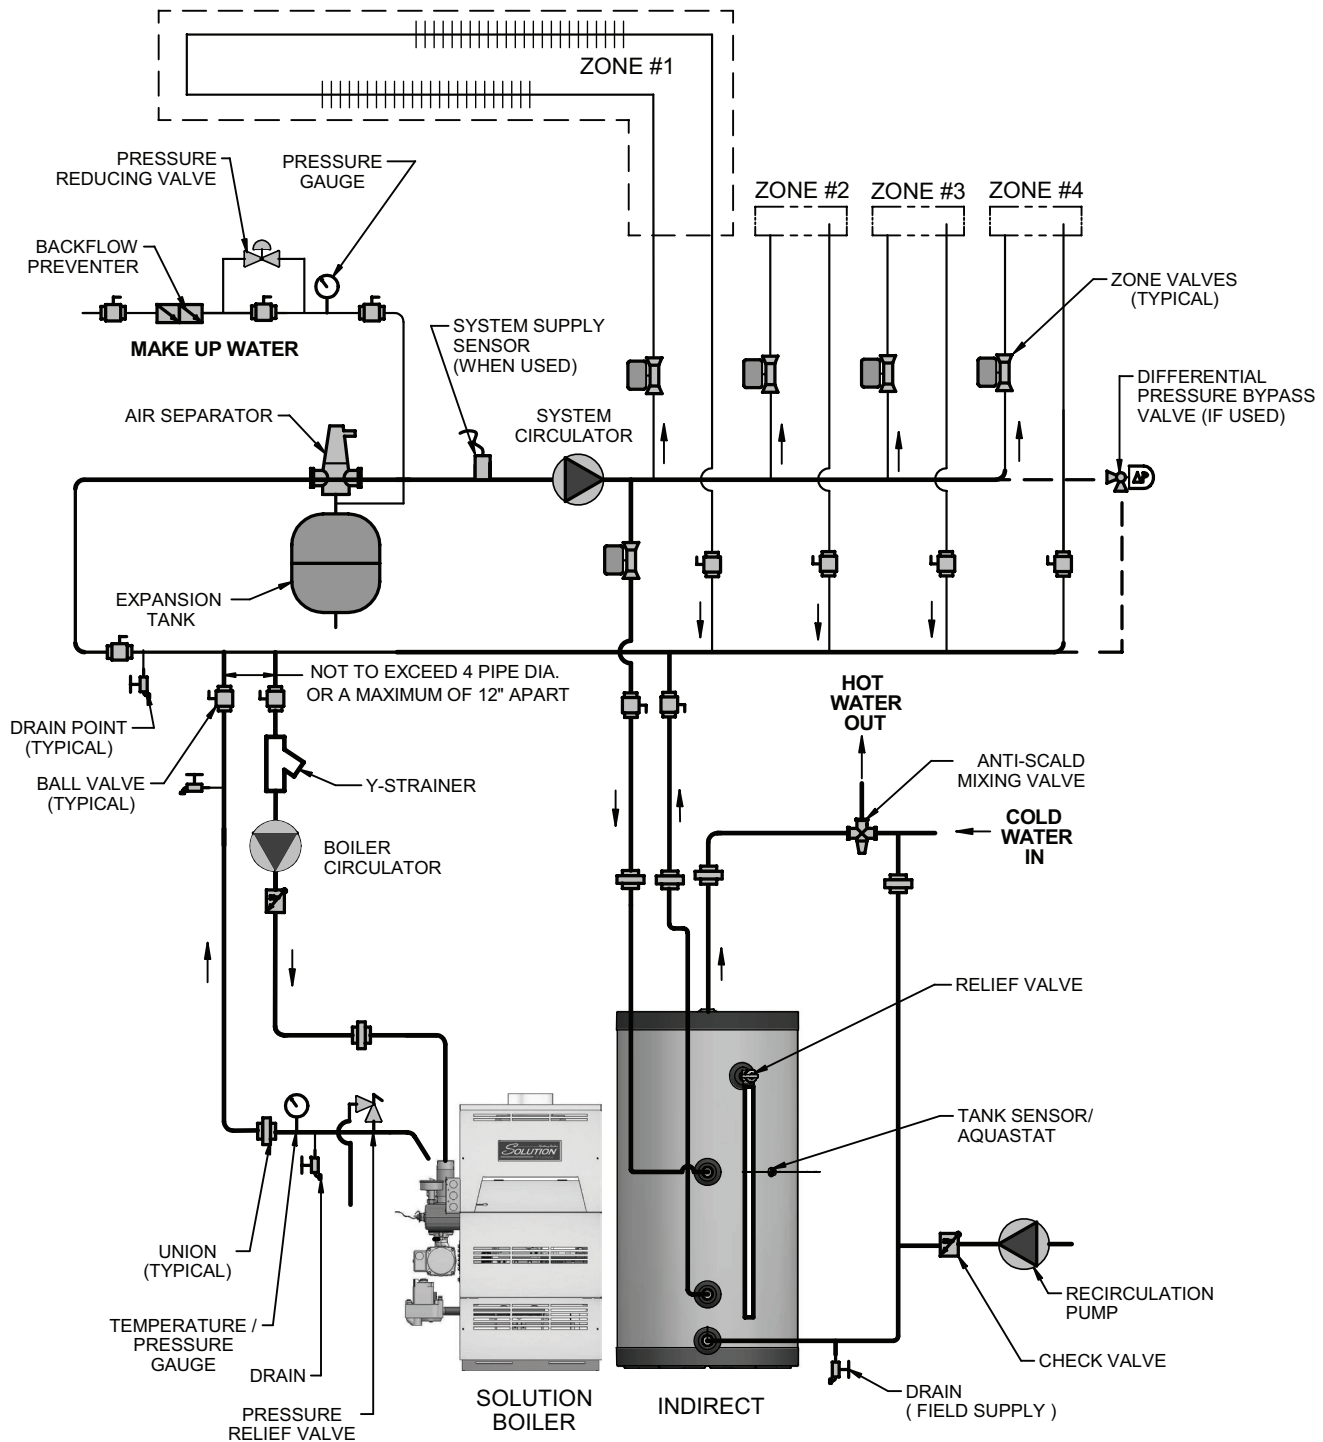 ZONE #1
PRESSURE
REDUCING VALVE
PRESSURE
GAUGE
ZONE #2
ZONE #3
ZONE #4
BACKFLOW
PREVENTER
ZONE VALVES
(TYPICAL)
MAKE UP WATER
SYSTEM SUPPLY
SENSOR
(WHEN USED)
DIFFERENTIAL
PRESSURE BYPASS
VALVE (IF USED)
AIR SEPARATOR
SYSTEM
CIRCULATOR
ΔP
EXPANSION
TANK
NOT TO EXCEED 4 PIPE DIA.
OR A MAXIMUM OF 12" APART
HOT
WATER
OUT
DRAIN POINT
(TYPICAL)
BALL VALVE
(TYPICAL)
Y-STRAINER
ANTI-SCALD
MIXING VALVE
COLD
WATER
IN
BOILER
CIRCULATOR
RELIEF VALVE
TANK SENSOR/
AQUASTAT
SOLUTION
UNION
(TYPICAL)
RECIRCULATION
PUMP
TEMPERATURE /
PRESSURE
GAUGE
DRAIN
CHECK VALVE
PRESSURE
RELIEF VALVE
SOLUTION
BOILER
INDIRECT
DRAIN
( FIELD SUPPLY )